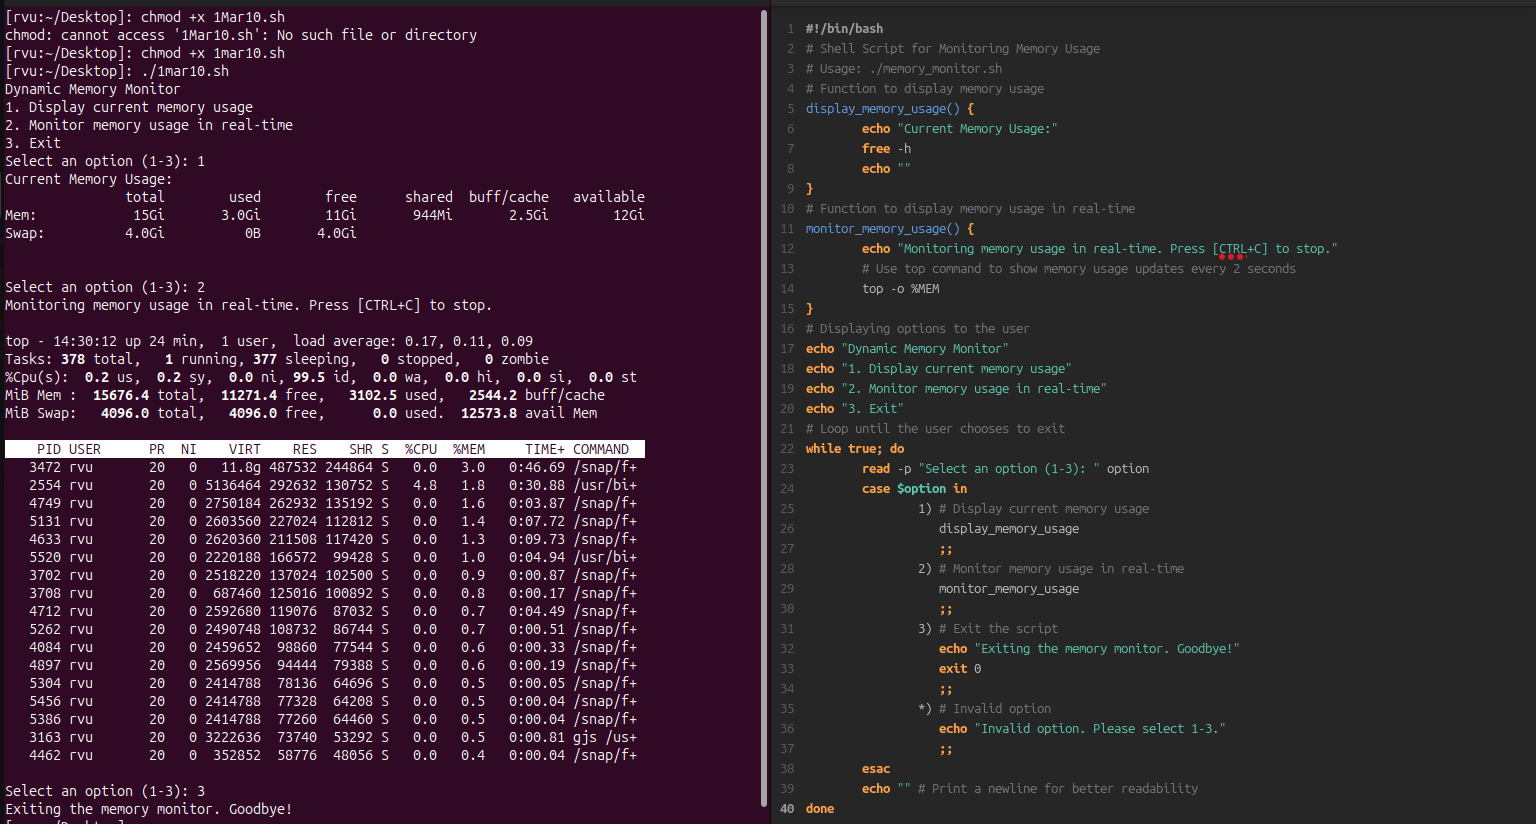 [rvu:~/Desktop]: chmod +x 1Mar10.sh
chmod: cannot access '1Mar10.sh': No such file or directory
[rvu:~/Desktop]: chmod +x 1mar10.sh
[rvu:~/Desktop]: ./1mar10.sh
Dynamic Memory Monitor
1. Display current memory usage
2. Monitor memory usage in real-time
3. Exit
Select an option (1-3): 1
Current Memory Usage:
total used free shared buff/cache available
Mem: 15Gi 3.0Gi 11Gi 944Mi 2.5Gi 12Gi
Swap: 4.0Gi 0B 4.0Gi
Select an option (1-3): 2
Monitoring memory usage in real-time. Press [CTRL+C] to stop.
top - 14:30:12 up 24 min, 1 user, load average: 0.17, 0.11, 0.09
Tasks: 378 total, 1 running, 377 sleeping, 0 stopped, 0 zombie
%Cpu(s): 0.2 us, 0.2 sy, 0.0 ni, 99.5 id, 0.0 wa, 0.0 hi, 0.0 si, 0.0 st
MiB Mem : 15676.4 total, 11271.4 free, 3102.5 used, 2544.2 buff/cache
MiB Swap: 4096.0 total, 4096.0 free, 0.0 used. 12573.8 avail Mem
PID USER PR NI VIRT RES SHR S %CPU %MEM TIME+ COMMAND
3472 rvu 20 0 11.8g 487532 244864 S 0.0 3.0 0:46.69 /snap/f+
2554 rvu 20 0 5136464 292632 130752 S 4.8 1.8 0:30.88 /usr/bi+
4749 rvu 20 0 2750184 262932 135192 S 0.0 1.6 0:03.87 /snap/f+
5131 rvu 20 0 2603560 227024 112812 S 0.0 1.4 0:07.72 /snap/f+
4633 rvu 20 0 2620360 211508 117420 S 0.0 1.3 0:09.73 /snap/f+
5520 rvu 20 0 2220188 166572 99428 S 0.0 1.0 0:04.94 /usr/bi+
3702 rvu 20 0 2518220 137024 102500 S 0.0 0.9 0:00.87 /snap/f+
3708 rvu 20 0 687460 125016 100892 S 0.0 0.8 0:00.17 /snap/f+
4712 rvu 20 0 2592680 119076 87032 S 0.0 0.7 0:04.49 /snap/f+
5262 rvu 20 0 2490748 108732 86744 S 0.0 0.7 0:00.51 /snap/f+
4084 rvu 20 0 2459652 98860 77544 S 0.0 0.6 0:00.33 /snap/f+
4897 rvu 20 0 2569956 94444 79388 S 0.0 0.6 0:00.19 /snap/f+
5304 rvu 20 0 2414788 78136 64696 S 0.0 0.5 0:00.05 /snap/f+
5456 rvu 20 0 2414788 77328 64208 S 0.0 0.5 0:00.04 /snap/f+
5386 rvu 20 0 2414788 77260 64460 S 0.0 0.5 0:00.04 /snap/f+
3163 rvu 20 0 3222636 73740 53292 S 0.0 0.5 0:00.81 gjs /us+
4462 rvu 20 0 352852 58776 48056 S 0.0 0.4 0:00.04 /snap/f+
Select an option (1-3): 3
Exiting the memory monitor. Goodbye!
1 #!/bin/bash
2 # Shell Script for Monitoring Memory Usage
3 # Usage: ./memory_monitor.sh
4 # Function to display memory usage
5 display_memory_usage() {
6 echo "Current Memory Usage:"
7 free -h
8 echo ""
9 }
10 # Function to display memory usage in real-time
11 monitor_memory_usage() {
12 echo "Monitoring memory usage in real-time. Press [CTRL+C] to stop."
13 # Use top command to show memory usage updates every 2 seconds
14 top -o %MEM
15 }
16 # Displaying options to the user
17 echo "Dynamic Memory Monitor"
18 echo "1. Display current memory usage"
19 echo "2. Monitor memory usage in real-time"
20 echo "3. Exit"
21 # Loop until the user chooses to exit
22 while true; do
23 read -p "Select an option (1-3): " option
24 case $option in
25 1) # Display current memory usage
26 display_memory_usage
27 ;;
28 2) # Monitor memory usage in real-time
29 monitor_memory_usage
30 ;;
31 3) # Exit the script
32 echo "Exiting the memory monitor. Goodbye!"
33 exit 0
34 ;;
35 *) # Invalid option
36 echo "Invalid option. Please select 1-3."
37 ;;
38 esac
39 echo "" # Print a newline for better readability
40 done